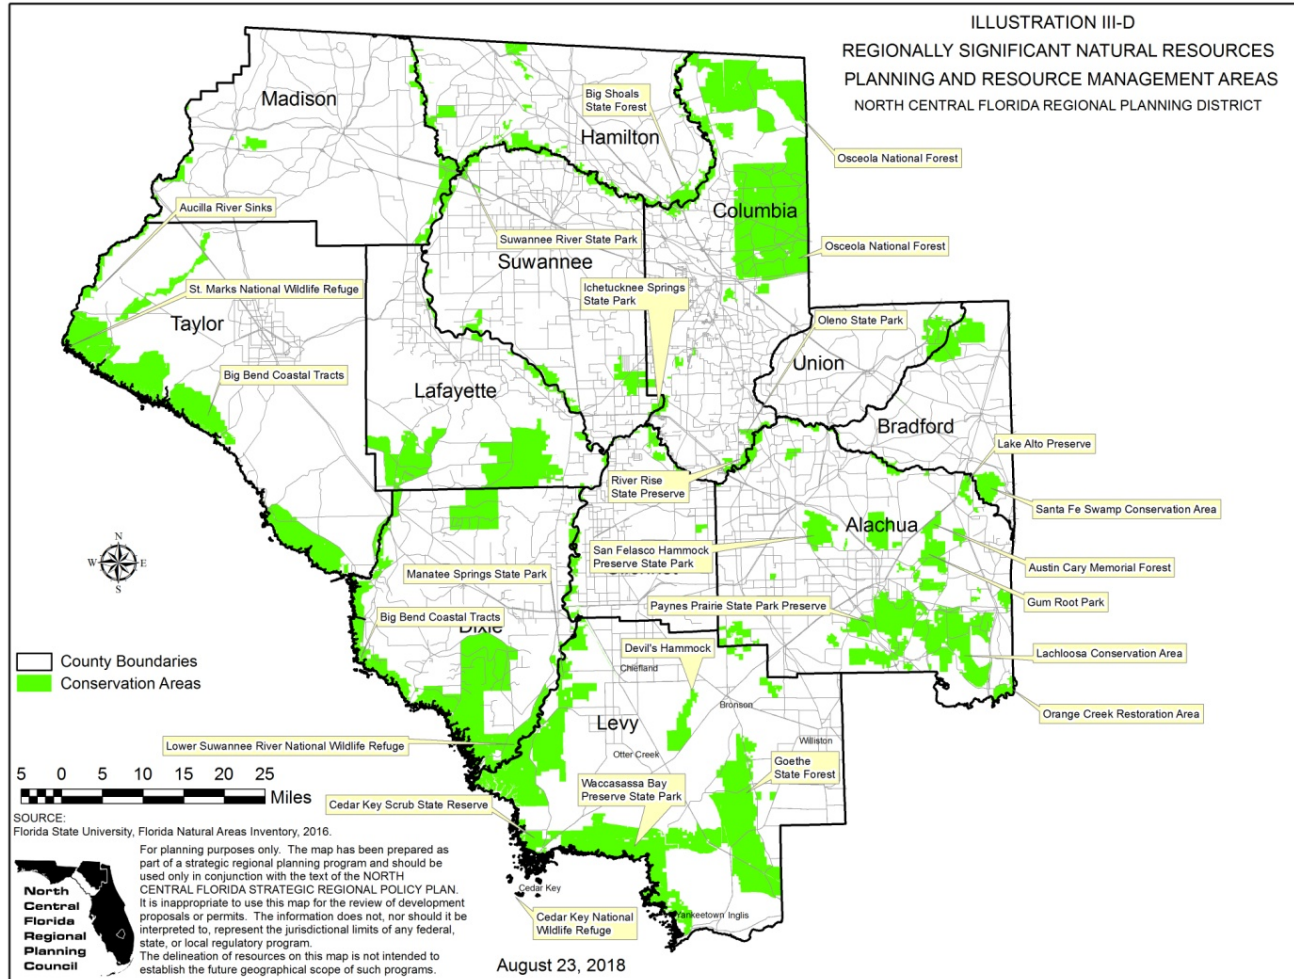 ILLUSTRATION III-D
REGIONALLY SIGNIFICANT NATURAL RESOURCES
PLANNING AND RESOURCE MANAGEMENT AREAS
NORTH CENTRAL FLORIDA REGIONAL PLANNING DISTRICT
Madison
Big Shoals
State Forest
Hamilton
Osceola National Forest
Aucilla River Sinks
Columbia
Suwannee River State Park
Osceola National Forest
Suwannee
St. Marks National Wildlife Refuge
Ichetucknee Springs
State Park
Taylor
Oleno State Park
Union
Big Bend Coastal Tracts
Lafayette
Bradford
Lake Alto Preserve
River Rise
State Preserve
Santa Fe Swamp Conservation Area
Alachua
San Felasco Hammock
Preserve State Park
Austin Cary Memorial Forest
Manatee Springs State Park
Gum Root Park
Paynes Prairie State Park Preserve
Big Bend Coastal Tracts
Dixie
Devil's Hammock
Lachloosa Conservation Area
N
W E
S
County Boundaries
Conservation Areas
Chiefland
Bronson
Orange Creek Restoration Area
Levy
Williston
Lower Suwannee River National Wildlife Refuge
Otter Creek
Goethe
State Forest
5 0 5 10 15 20 25
Miles
Waccasassa Bay
Preserve State Park
Cedar Key Scrub State Reserve
SOURCE:
Florida State University, Florida Natural Areas Inventory, 2016.
For planning purposes only. The map has been prepared as
part of a strategic regional planning program and should be
used only in conjunction with the text of the NORTH
CENTRAL FLORIDA STRATEGIC REGIONAL POLICY PLAN.
It is inappropriate to use this map for the review of development
proposals or permits. The information does not, nor should it be
interpreted to, represent the jurisdictional limits of any federal,
state, or local regulatory program.
The delineation of resources on this map is not intended to
establish the future geographical scope of such programs.
North
Central
Florida
Regional
Planning
Council
Cedar Key
Cedar Key National
Wildlife Refuge
Yankeetown Inglis
August 23, 2018